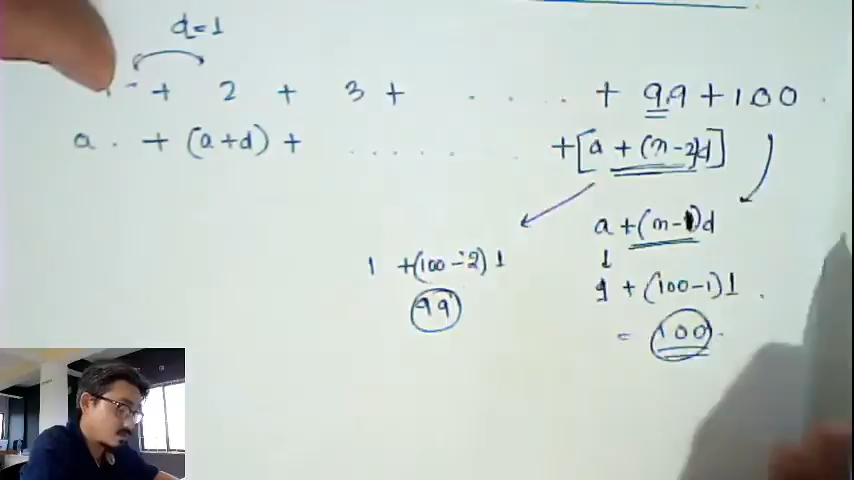 d=1
+ 2 + 3 + . . . . + 99 + 100 .
a . + (a+d) + . . . . . . + [a + (n-2)d]
a + (n-1)d
1 + (100-2) 1
↓
1 + (100-1) 1 .
99
= 100 .